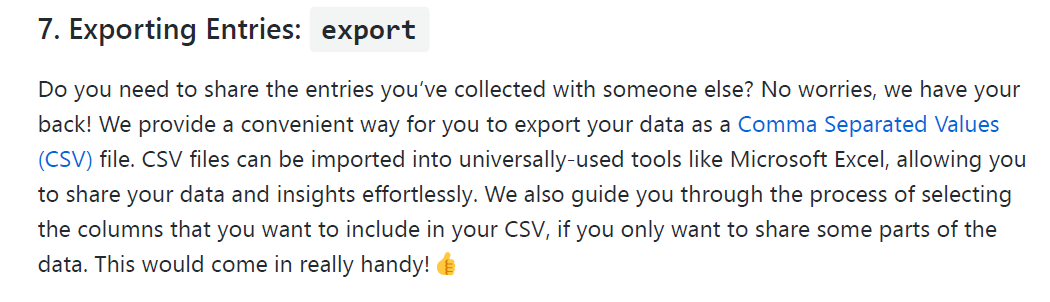 7. Exporting Entries: export
Do you need to share the entries you’ve collected with someone else? No worries, we have your
back! We provide a convenient way for you to export your data as a Comma Separated Values
(CSV) file. CSV files can be imported into universally-used tools like Microsoft Excel, allowing you
to share your data and insights effortlessly. We also guide you through the process of selecting
the columns that you want to include in your CSV, if you only want to share some parts of the
data. This would come in really handy! 👍